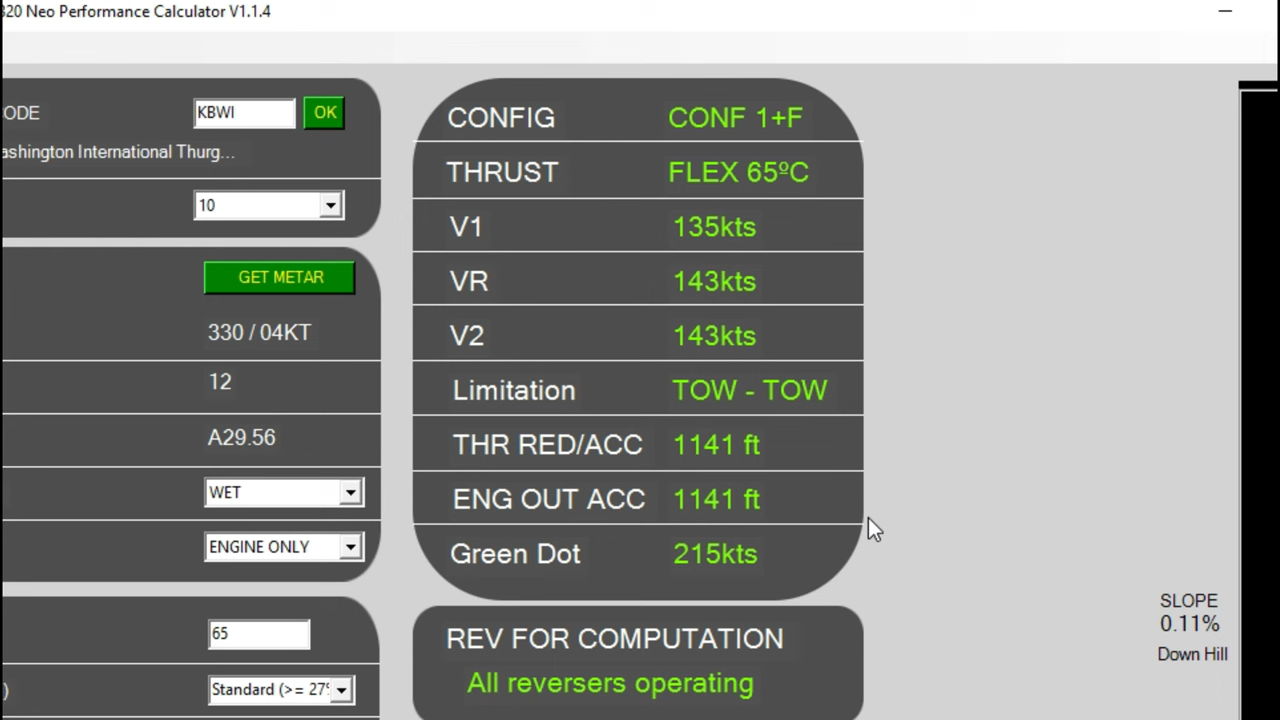 320 Neo Performance Calculator V1.1.4
ODE KBWI OK
ashington International Thurg...
10
GET METAR
330 / 04KT
12
A29.56
WET
ENGINE ONLY
65
) Standard (>= 27%
CONFIG CONF 1+F
THRUST FLEX 65ºC
V1 135kts
VR 143kts
V2 143kts
Limitation TOW - TOW
THR RED/ACC 1141 ft
ENG OUT ACC 1141 ft
Green Dot 215kts
REV FOR COMPUTATION
All reversers operating
SLOPE
0.11%
Down Hill